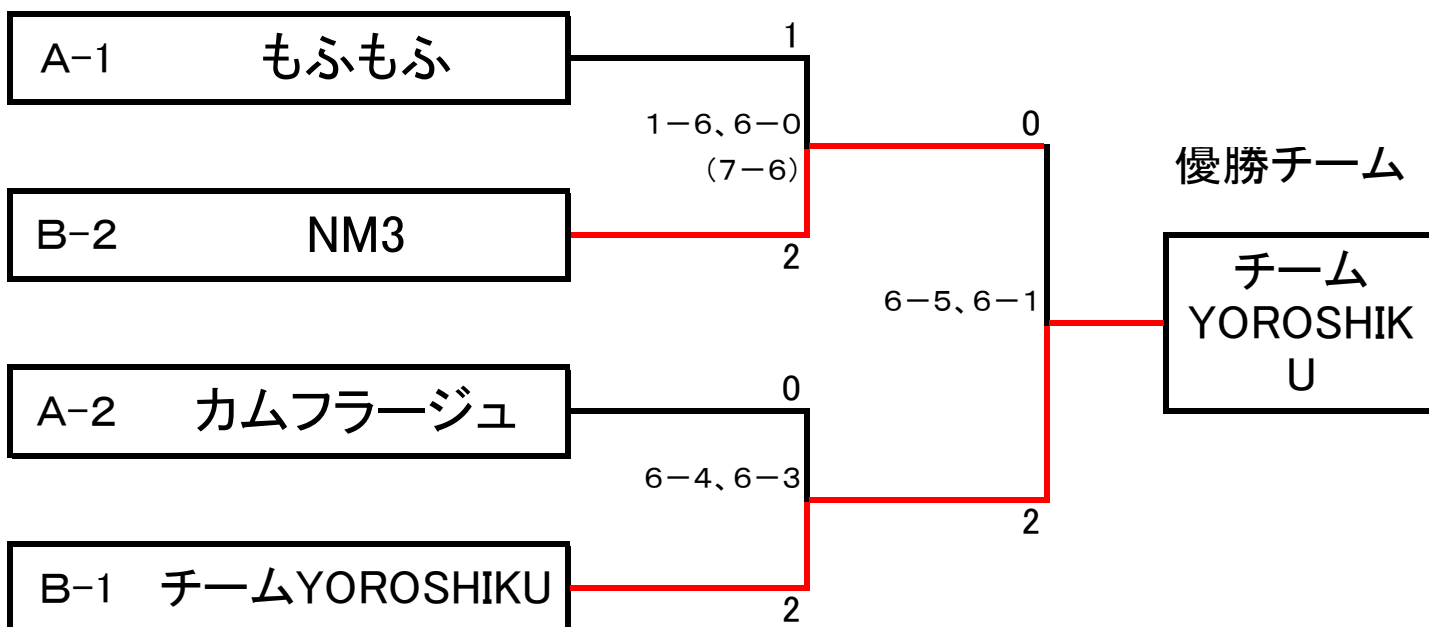 A-1 もふもふ
1
1-6、6-0
(7-6)
0
優勝チーム
B-2 NM3
2
チーム
YOROSHIK
U
6-5、6-1
A-2 カムフラージュ
0
6-4、6-3
2
B-1 チームYOROSHIKU
2